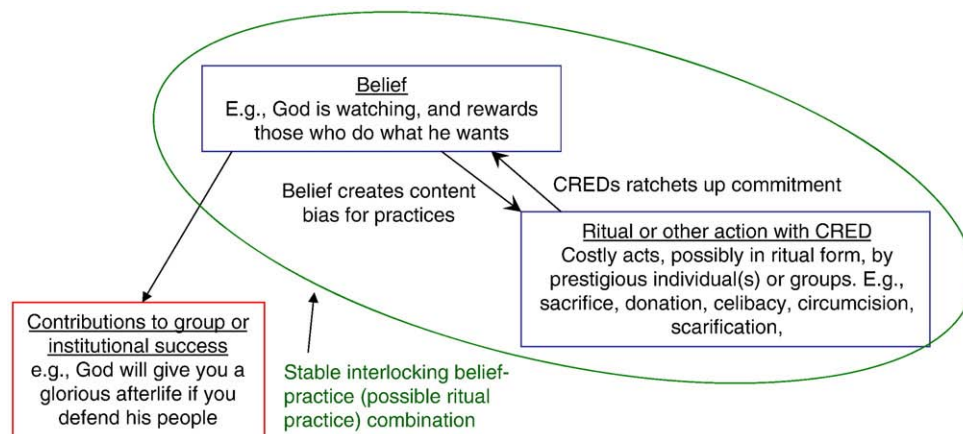 Belief
E.g., God is watching, and rewards
those who do what he wants
Belief creates content
bias for practices
CREDs ratchets up commitment
Ritual or other action with CRED
Costly acts, possibly in ritual form, by
prestigious individual(s) or groups. E.g.,
sacrifice, donation, celibacy, circumcision,
scarification,
Contributions to group or
institutional success
e.g., God will give you a
glorious afterlife if you
defend his people
Stable interlocking belief-
practice (possible ritual
practice) combination